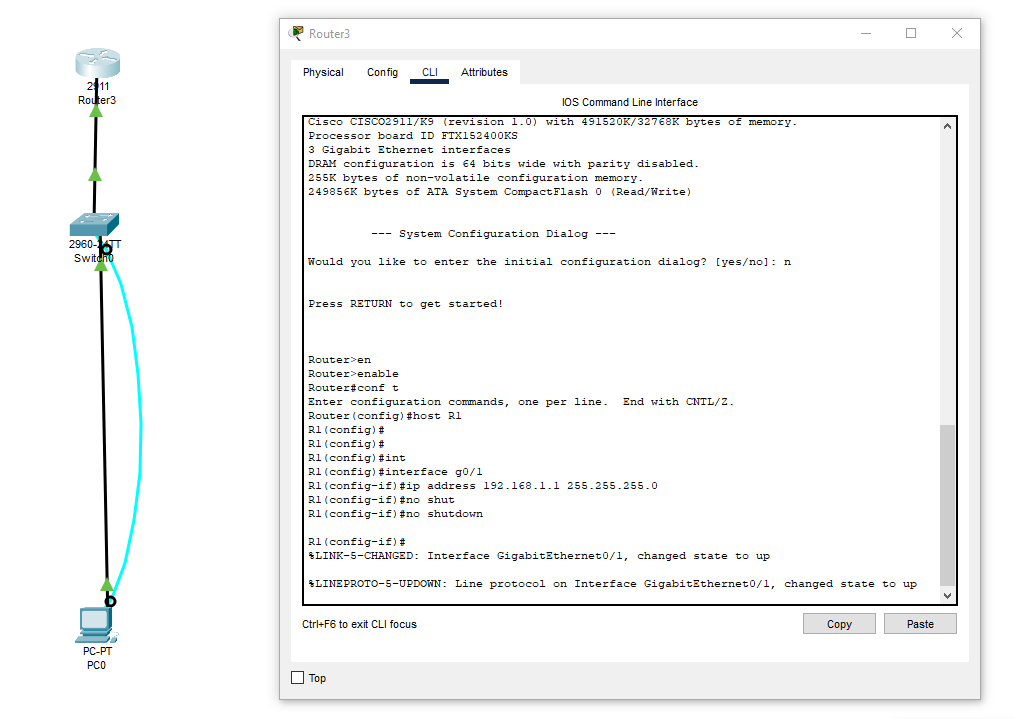 2911
Router3
2960-24TT
Switch0
PC-PT
PC0
Router3
Physical Config CLI Attributes
IOS Command Line Interface
Cisco CISCO2911/K9 (revision 1.0) with 491520K/32768K bytes of memory.
Processor board ID FTX152400KS
3 Gigabit Ethernet interfaces
DRAM configuration is 64 bits wide with parity disabled.
255K bytes of non-volatile configuration memory.
249856K bytes of ATA System CompactFlash 0 (Read/Write)
--- System Configuration Dialog ---
Would you like to enter the initial configuration dialog? [yes/no]: n
Press RETURN to get started!
Router>en
Router>enable
Router#conf t
Enter configuration commands, one per line.  End with CNTL/Z.
Router(config)#host R1
R1(config)#
R1(config)#
R1(config)#int
R1(config)#interface g0/1
R1(config-if)#ip address 192.168.1.1 255.255.255.0
R1(config-if)#no shut
R1(config-if)#no shutdown
R1(config-if)#
%LINK-5-CHANGED: Interface GigabitEthernet0/1, changed state to up
%LINEPROTO-5-UPDOWN: Line protocol on Interface GigabitEthernet0/1, changed state to up
Ctrl+F6 to exit CLI focus
Copy Paste
Top